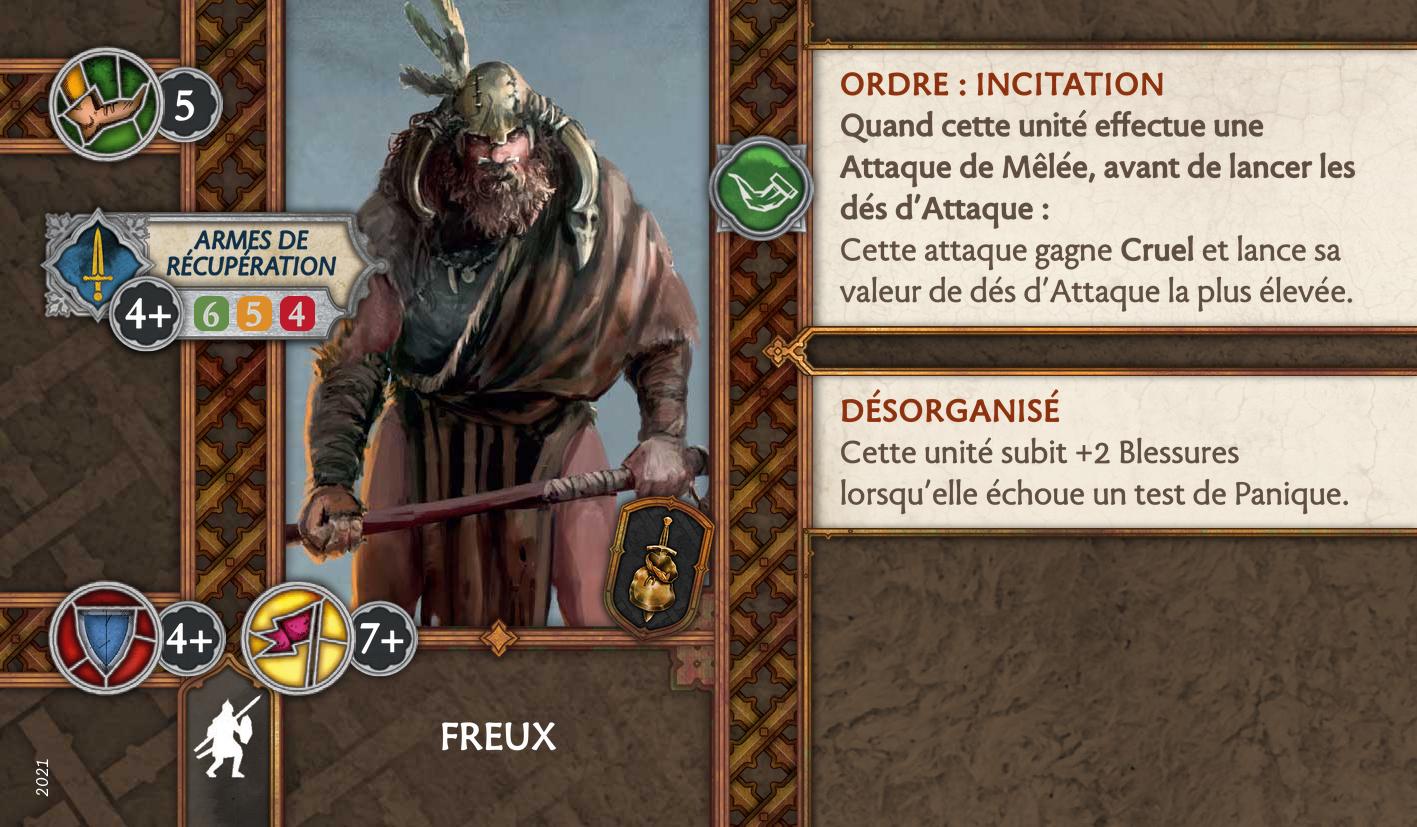 5
ARMES DE
RÉCUPÉRATION
4+ 6 5 4
4+ 7+
FREUX
2021
ORDRE : INCITATION
Quand cette unité effectue une
Attaque de Mêlée, avant de lancer les
dés d’Attaque :
Cette attaque gagne Cruel et lance sa
valeur de dés d’Attaque la plus élevée.
DÉSORGANISÉ
Cette unité subit +2 Blessures
lorsqu’elle échoue un test de Panique.